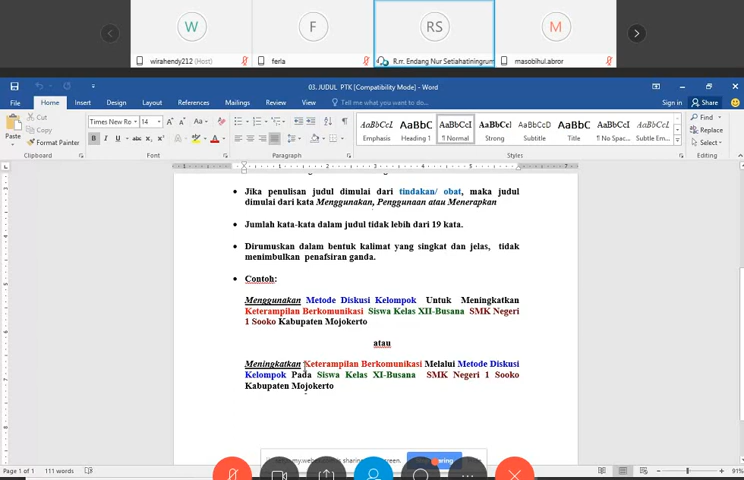 W
F
RS
M
wirahendy212 (Host)
ferla
R.rr. Endang Nur Setiahatiningrum
masobihul.abror
03. JUDUL PTK [Compatibility Mode] - Word
File Home Insert Design Layout References Mailings Review View Tell me what you want to do... Sign in Share
Paste
Cut
Copy
Format Painter
Times New Ro 14
AaBbCcI AaBbC AaBbCcI AaBbCcl AaBbCcD AaBbC AaBbCcI AaBbCc
Emphasis Heading 1 ¶ Normal Strong Subtitle Title ¶ No Spac... Subtle Em...
Find
Replace
Select
Clipboard Font Paragraph Styles Editing
• Jika penulisan judul dimulai dari tindakan/ obat, maka judul
dimulai dari kata Menggunakan, Penggunaan atau Menerapkan
• Jumlah kata-kata dalam judul tidak lebih dari 19 kata.
• Dirumuskan dalam bentuk kalimat yang singkat dan jelas, tidak
menimbulkan penafsiran ganda.
• Contoh:
Menggunakan Metode Diskusi Kelompok Untuk Meningkatkan
Keterampilan Berkomunikasi Siswa Kelas XII-Busana SMK Negeri
1 Sooko Kabupaten Mojokerto
atau
Meningkatkan Keterampilan Berkomunikasi Melalui Metode Diskusi
Kelompok Pada Siswa Kelas XI-Busana SMK Negeri 1 Sooko
Kabupaten Mojokerto
Page 1 of 1 111 words 91%